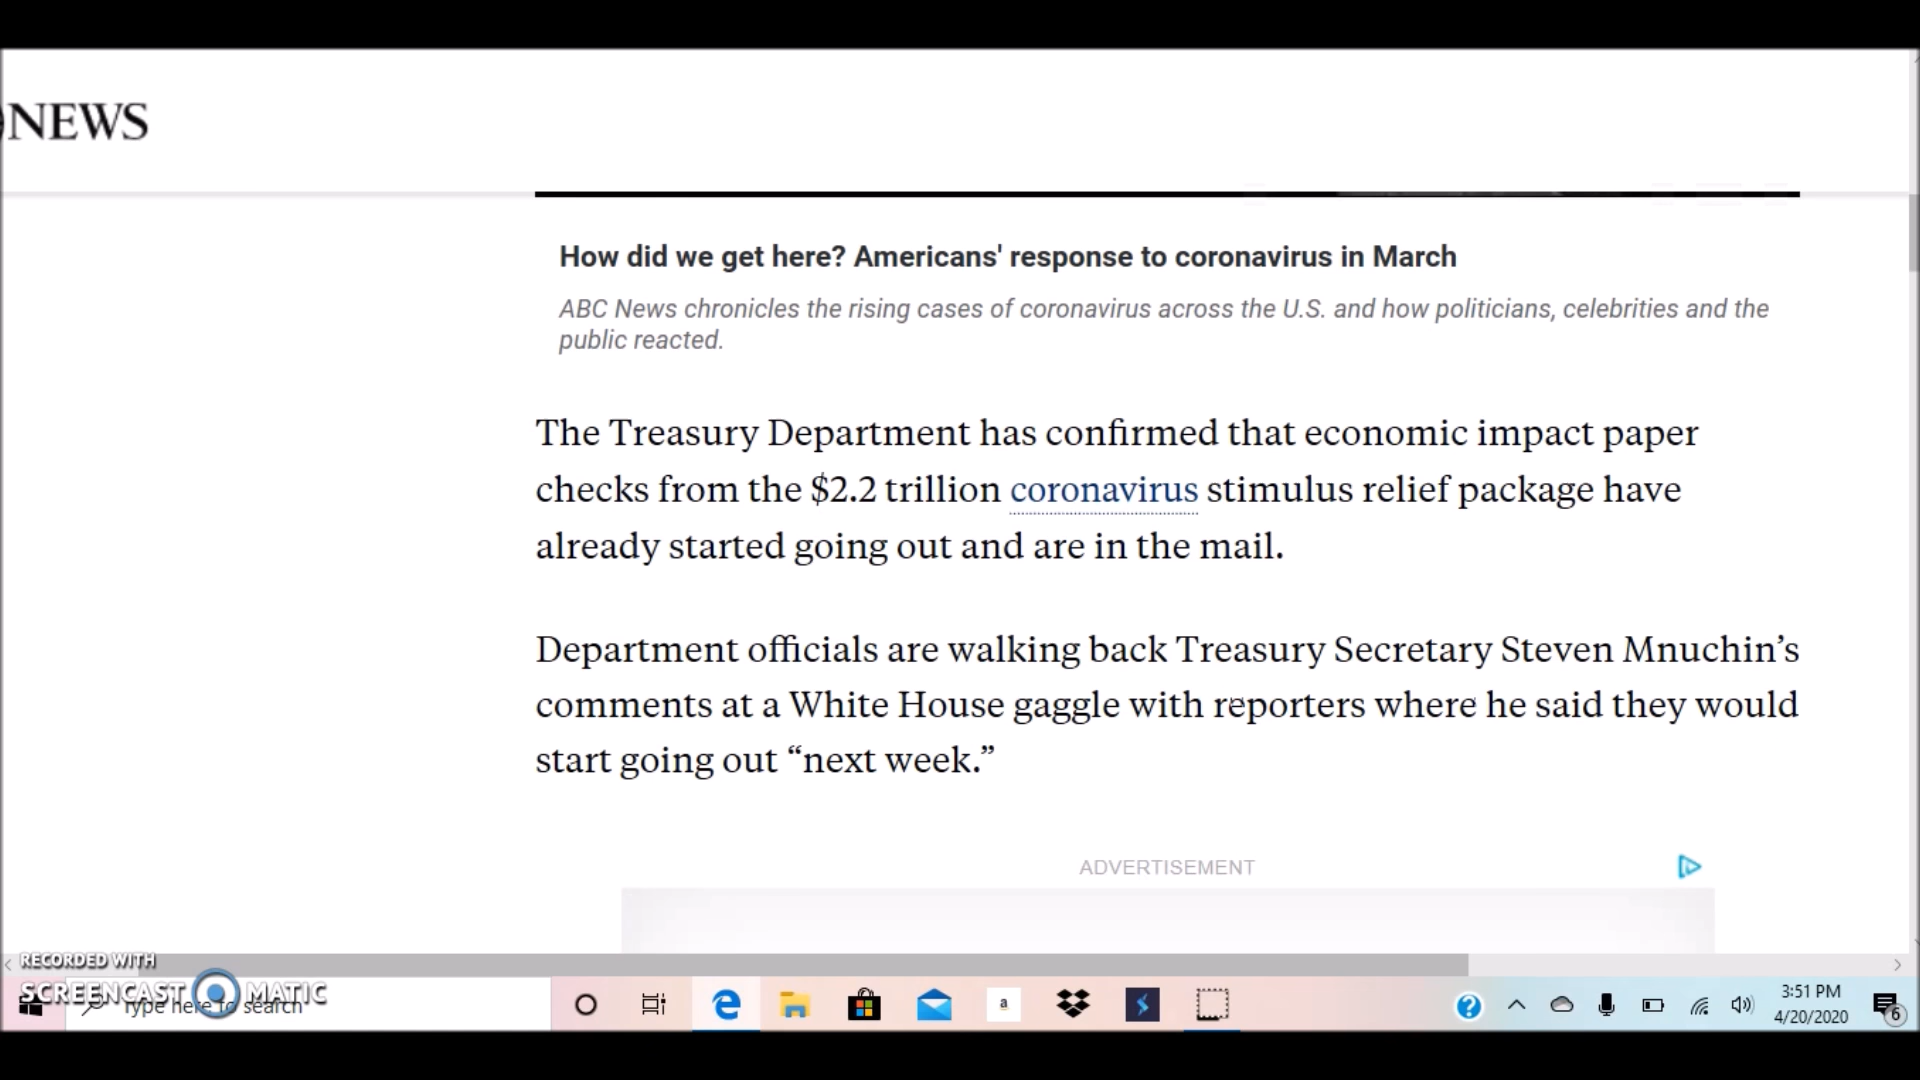 NEWS
How did we get here? Americans' response to coronavirus in March
ABC News chronicles the rising cases of coronavirus across the U.S. and how politicians, celebrities and the
public reacted.
The Treasury Department has confirmed that economic impact paper
checks from the $2.2 trillion coronavirus stimulus relief package have
already started going out and are in the mail.
Department officials are walking back Treasury Secretary Steven Mnuchin’s
comments at a White House gaggle with reporters where he said they would
start going out “next week.”
ADVERTISEMENT
RECORDED WITH
SCREENCAST MATIC
Type here to search
a
3:51 PM
4/20/2020
6